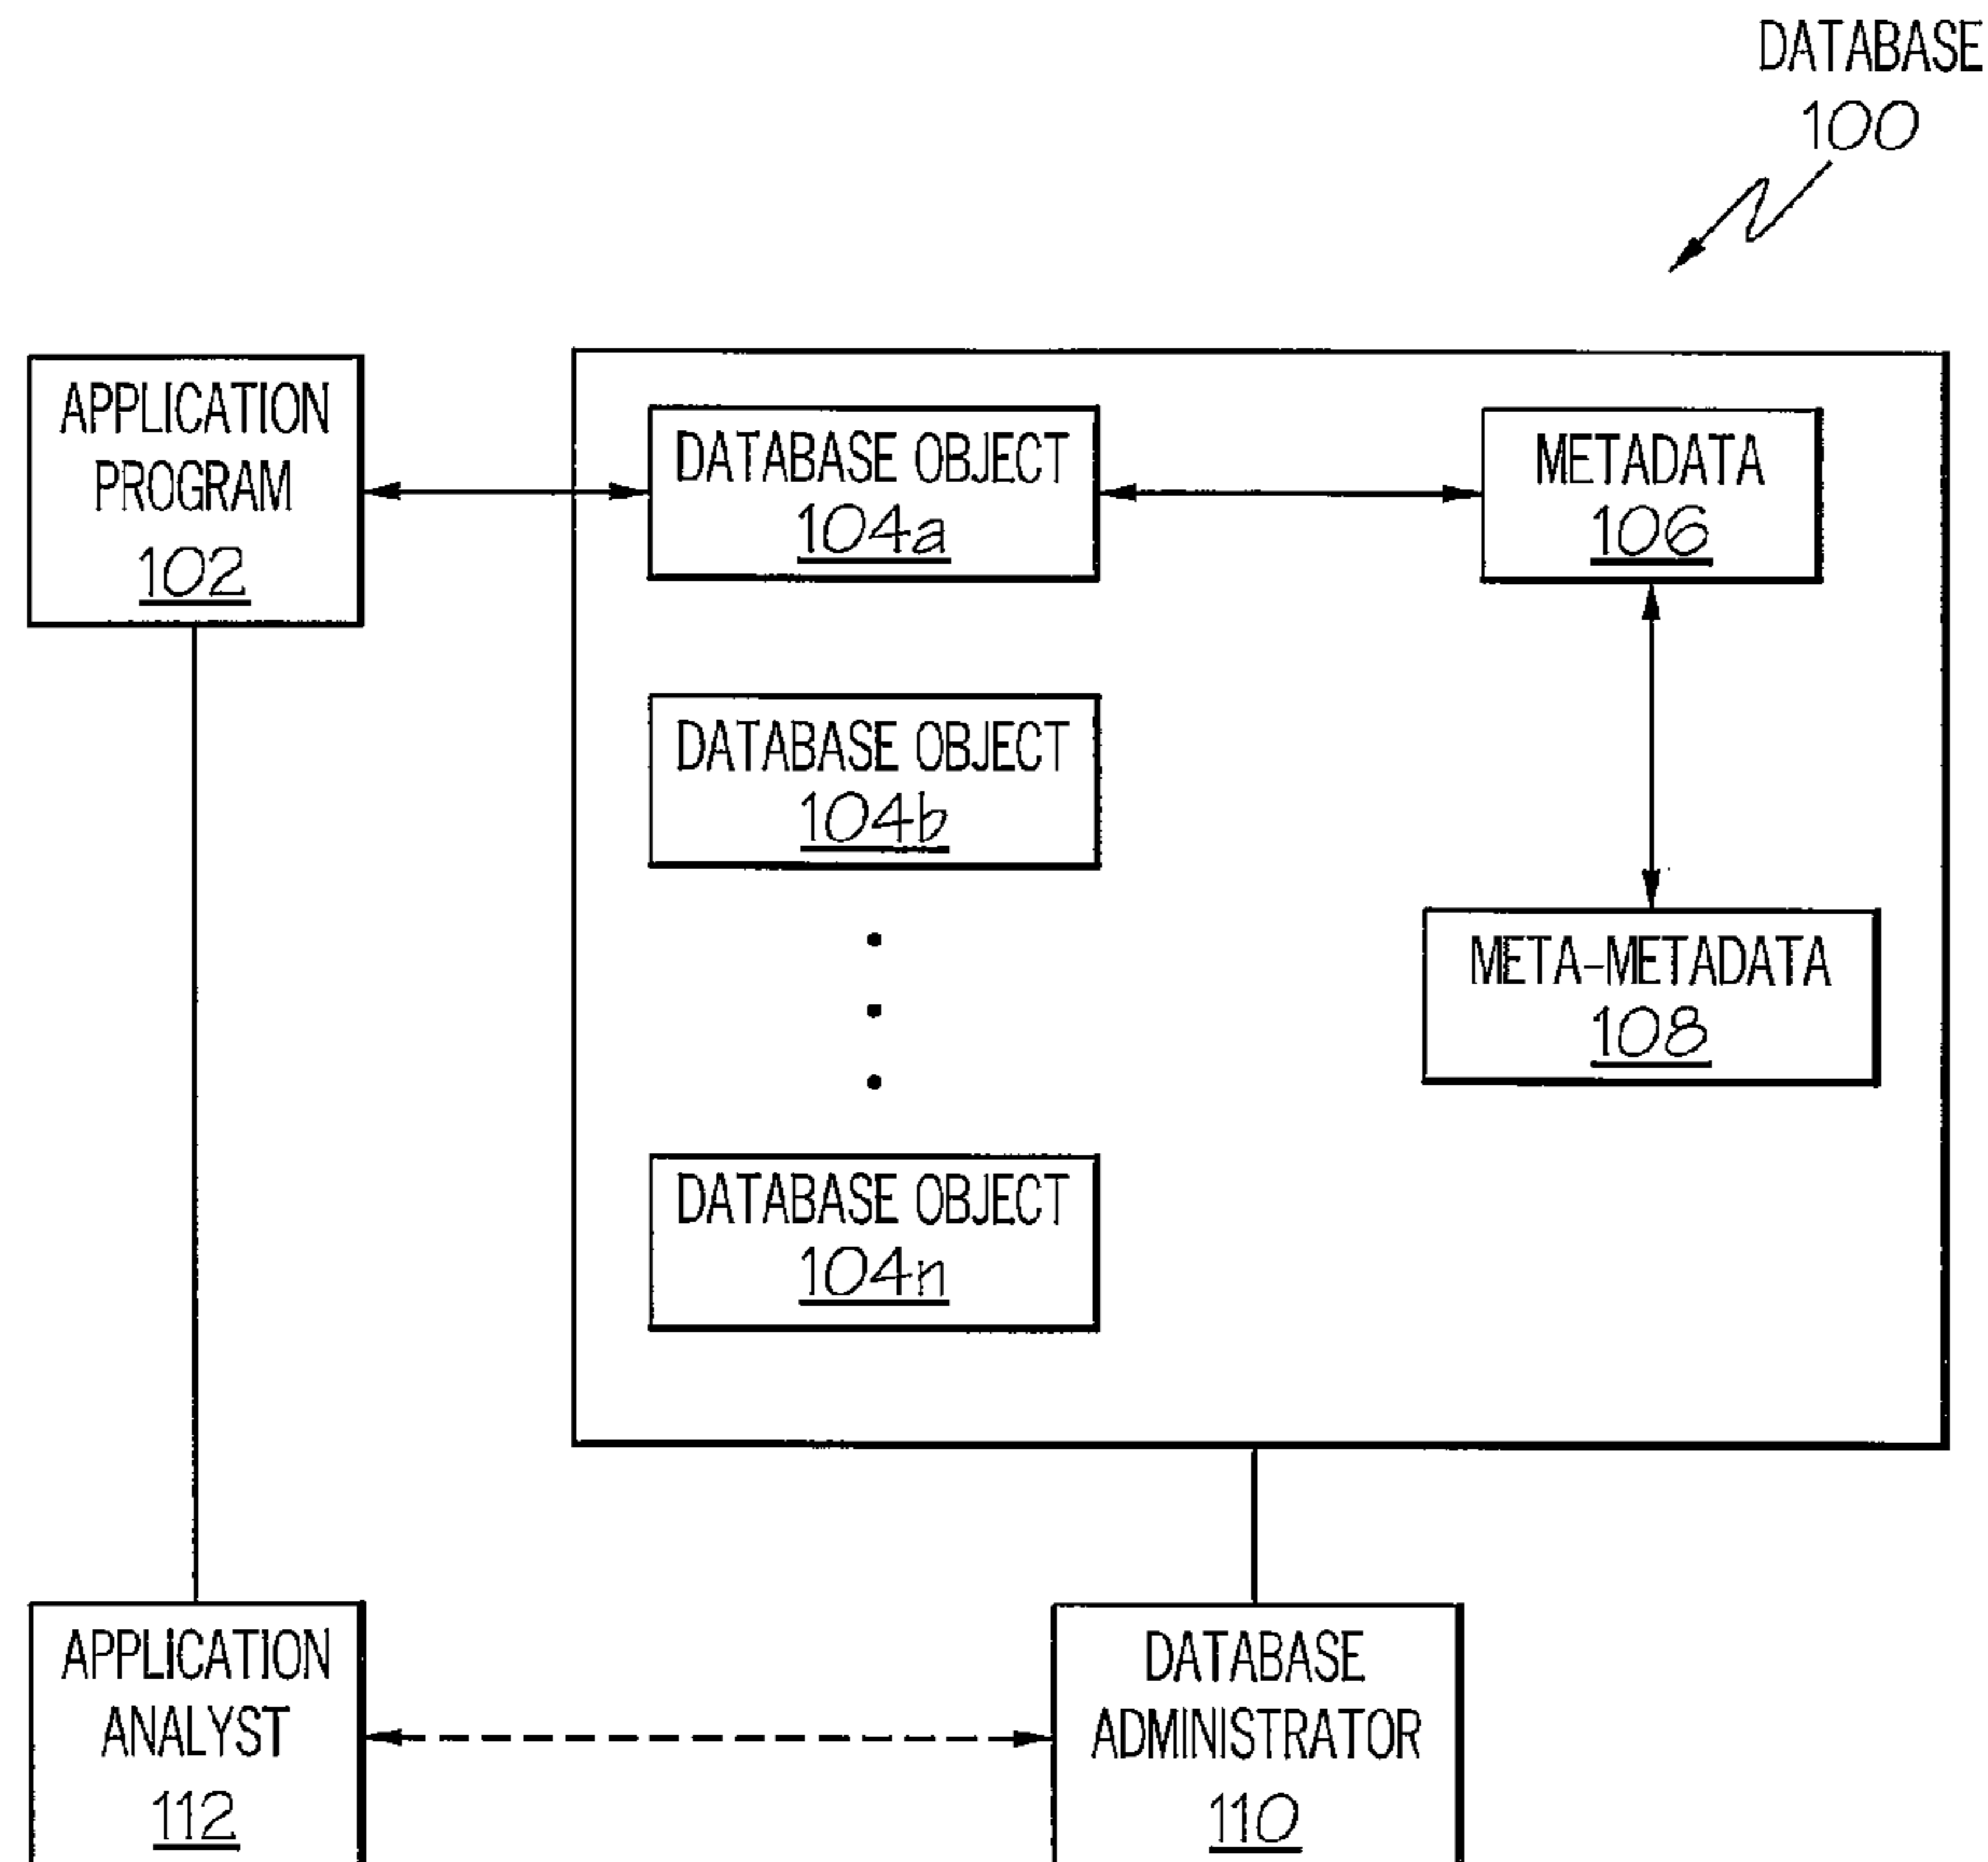 DATABASE
100
APPLICATION
PROGRAM
102
DATABASE OBJECT
104a
METADATA
106
DATABASE OBJECT
104b
META-METADATA
108
DATABASE OBJECT
104n
APPLICATION
ANALYST
112
DATABASE
ADMINISTRATOR
110